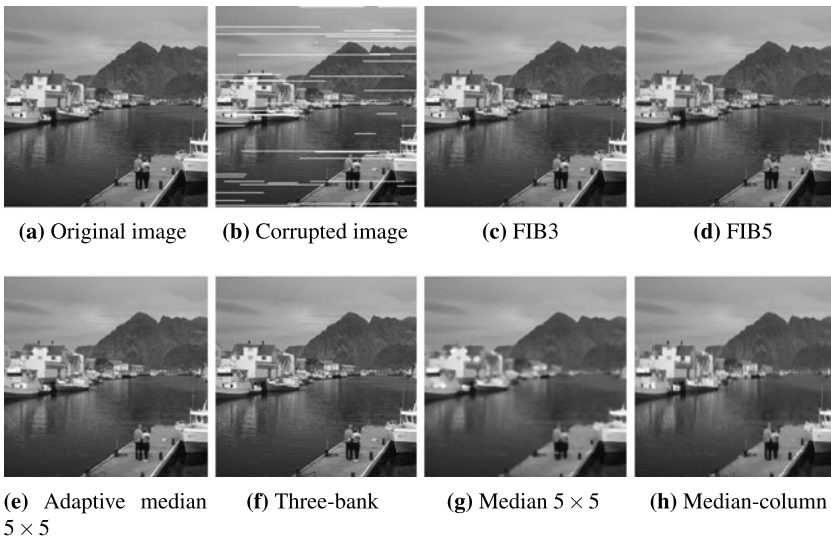 (a) Original image
(b) Corrupted image
(c) FIB3
(d) FIB5
(e) Adaptive median
5 × 5
(f) Three-bank
(g) Median 5 × 5
(h) Median-column